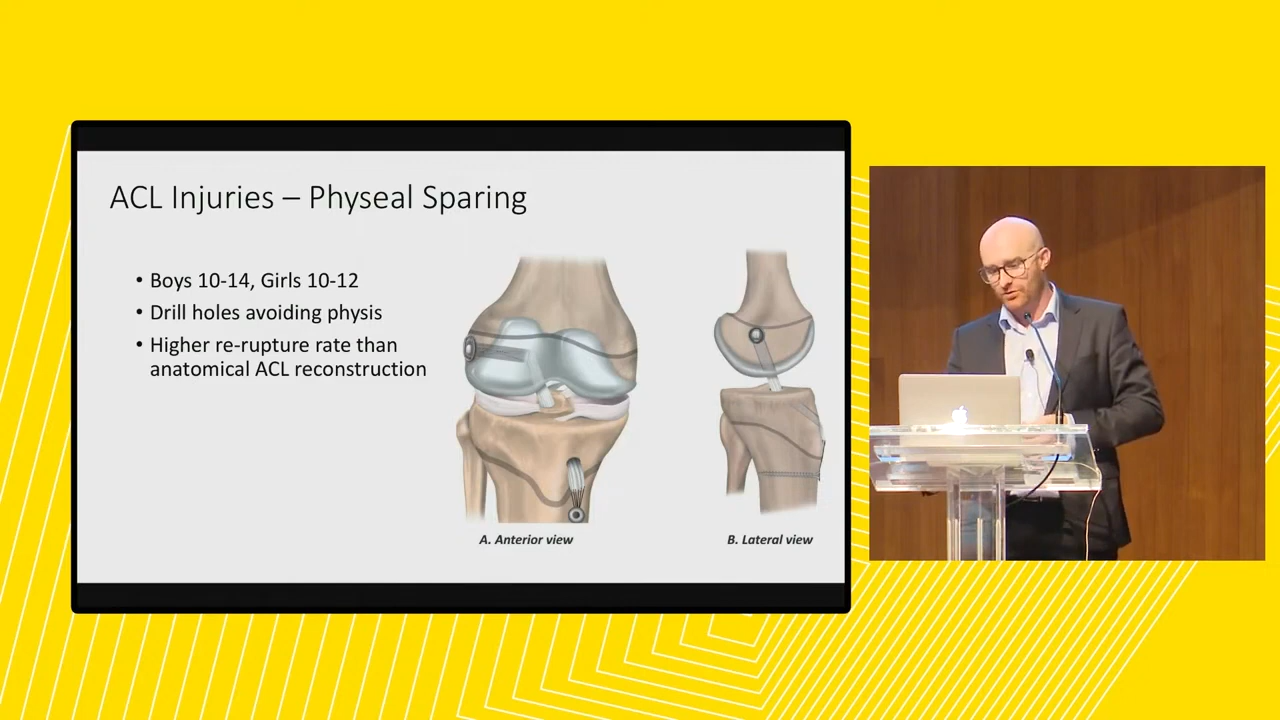 ACL Injuries – Physeal Sparing
• Boys 10-14, Girls 10-12
• Drill holes avoiding physis
• Higher re-rupture rate than
anatomical ACL reconstruction
A. Anterior view
B. Lateral view